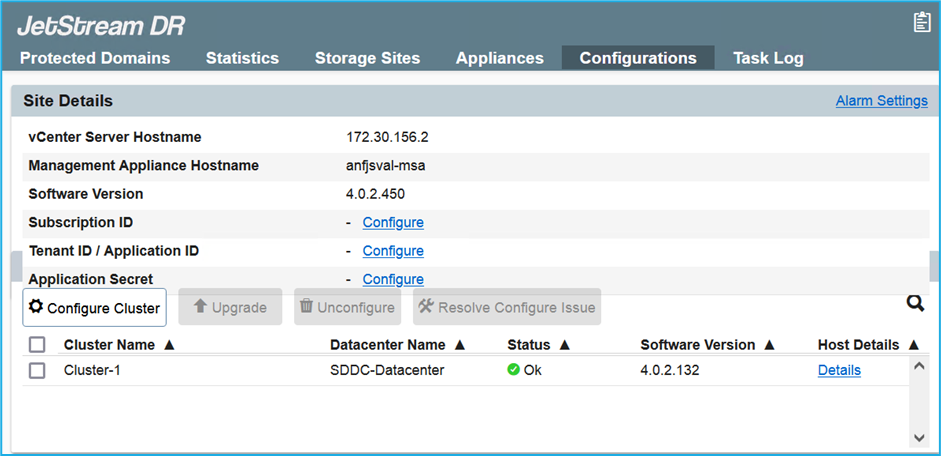 JetStream DR
Protected Domains Statistics Storage Sites Appliances Configurations Task Log
Site Details Alarm Settings
vCenter Server Hostname 172.30.156.2
Management Appliance Hostname anfjsval-msa
Software Version 4.0.2.450
Subscription ID - Configure
Tenant ID / Application ID - Configure
Application Secret - Configure
Configure Cluster Upgrade Unconfigure Resolve Configure Issue
Cluster Name ▲ Datacenter Name ▲ Status ▲ Software Version ▲ Host Details ▲
Cluster-1 SDDC-Datacenter Ok 4.0.2.132 Details